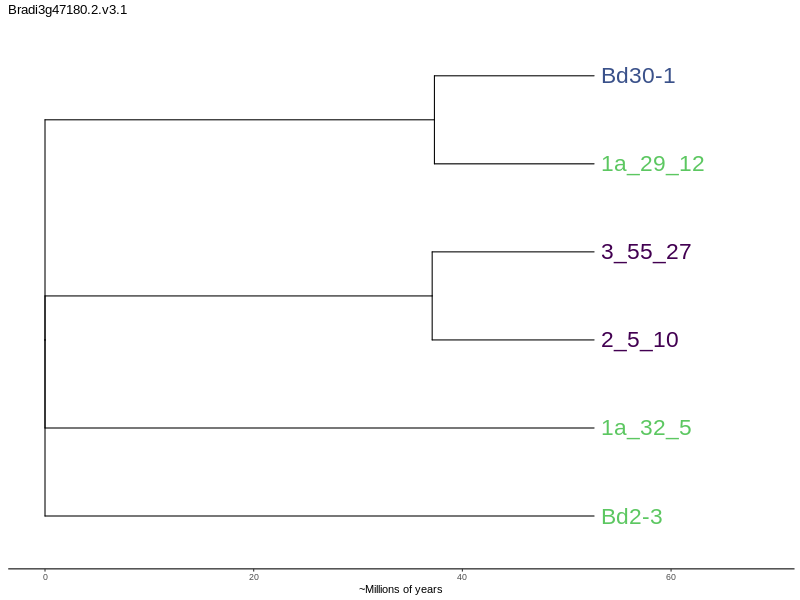 Bradi3g47180.2.v3.1
Bd30-1
1a_29_12
3_55_27
2_5_10
1a_32_5
Bd2-3
0 20 40 60
~Millions of years